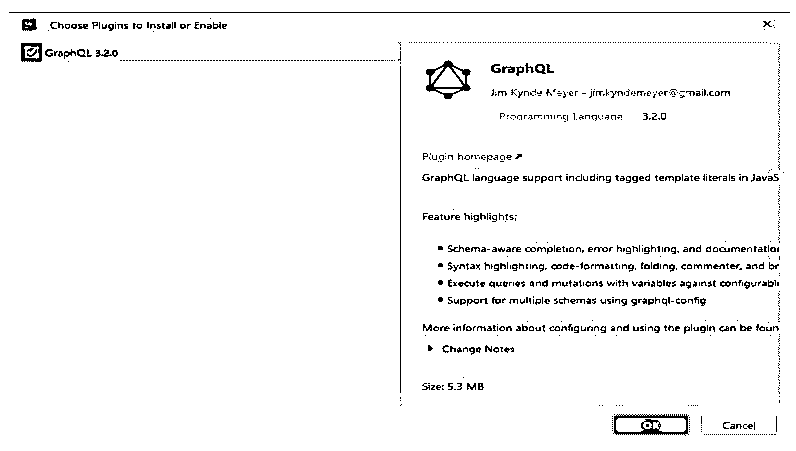 Choose Plugins to Install or Enable
GraphQL 3.2.0
GraphQL
Jim Kynde Meyer - jim.kyndemeyer@gmail.com
Programming Language 3.2.0
Plugin homepage ↗
GraphQL language support including tagged template literals in JavaS
Feature highlights:
• Schema-aware completion, error highlighting, and documentation
• Syntax highlighting, code-formatting, folding, commenter, and br
• Execute queries and mutations with variables against configurabl
• Support for multiple schemas using graphql-config
More information about configuring and using the plugin can be foun
Change Notes
Size: 5.3 MB
OK
Cancel